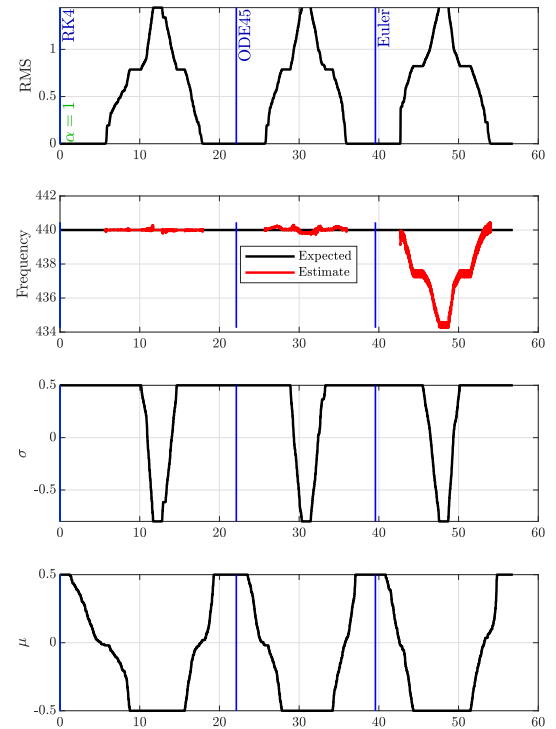 RMS
1
0.5
0
RK4
α = 1
ODE45
Euler
0 10 20 30 40 50 60
Frequency
442
440
438
436
434
Expected
Estimate
0 10 20 30 40 50 60
σ
0.5
0
-0.5
0 10 20 30 40 50 60
μ
0.5
0
-0.5
0 10 20 30 40 50 60